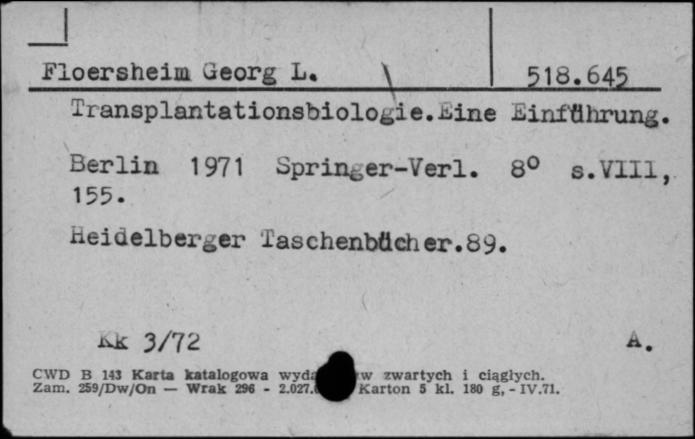 Floersheim Georg L. 518.645
Transplantationsbiologie.Eine Einführung.
Berlin 1971 Springer-Verl. 8° s.VIII,
155.
Heidelberger Taschenbücher.89.
Kk 3/72 A.
CWD B 143 Karta katalogowa zwartych i ciągłych.
Zam. 259/Dw/On — Wrak 296 - Karton 5 kl. 180 g, - IV.71.